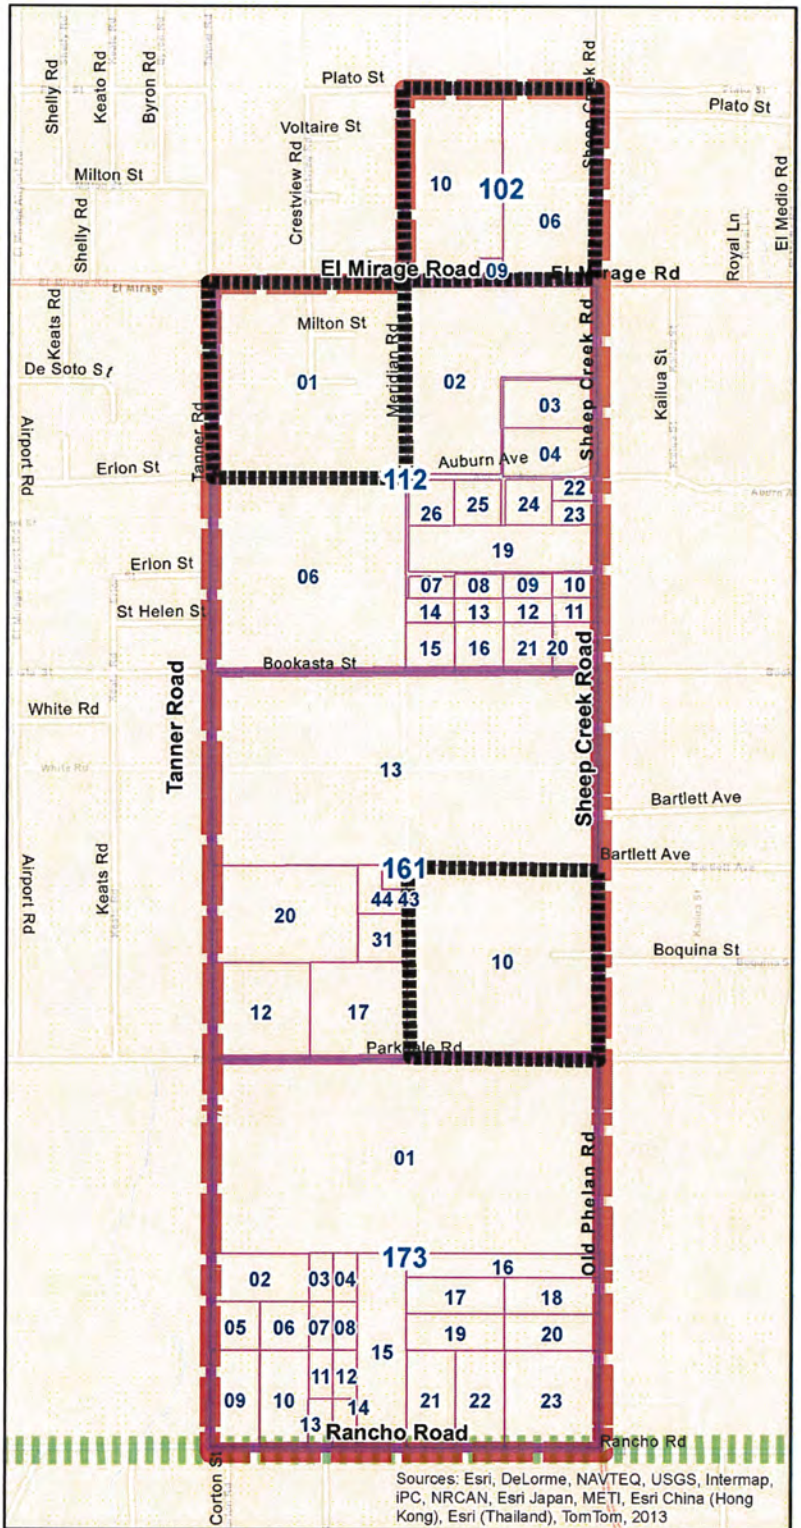 Plato St
Sheep Creek Rd
Shelly Rd
Keato Rd
Byron Rd
Plato St
Voltaire St
Crestview Rd
Milton St
10
102
06
Shelly Rd
Royal Ln
El Medio Rd
09
El Mirage Road
El Mirage Rd
El Mirage
Keats Rd
Milton St
Meridian Rd
Sheep Creek Rd
Kailua St
De Soto St
01
02
03
04
Airport Rd
Tanner Rd
Erlon St
Auburn Ave
112
22
26
25
24
23
19
06
Erlon St
07
08
09
10
St Helen St
14
13
12
11
15
16
21
20
Bookasta St
Tanner Road
Sheep Creek Road
White Rd
White Rd
13
Bartlett Ave
Bartlett Ave
161
Airport Rd
Keats Rd
44
43
20
31
10
Boquina St
12
17
Parkdale Rd
01
Old Phelan Rd
173
16
02
03
04
17
18
05
06
07
08
19
20
15
11
12
09
10
14
21
22
23
13
Rancho Road
Rancho Rd
Corton St
Sources: Esri, DeLorme, NAVTEQ, USGS, Intermap,
iPC, NRCAN, Esri Japan, METI, Esri China (Hong
Kong), Esri (Thailand), TomTom, 2013